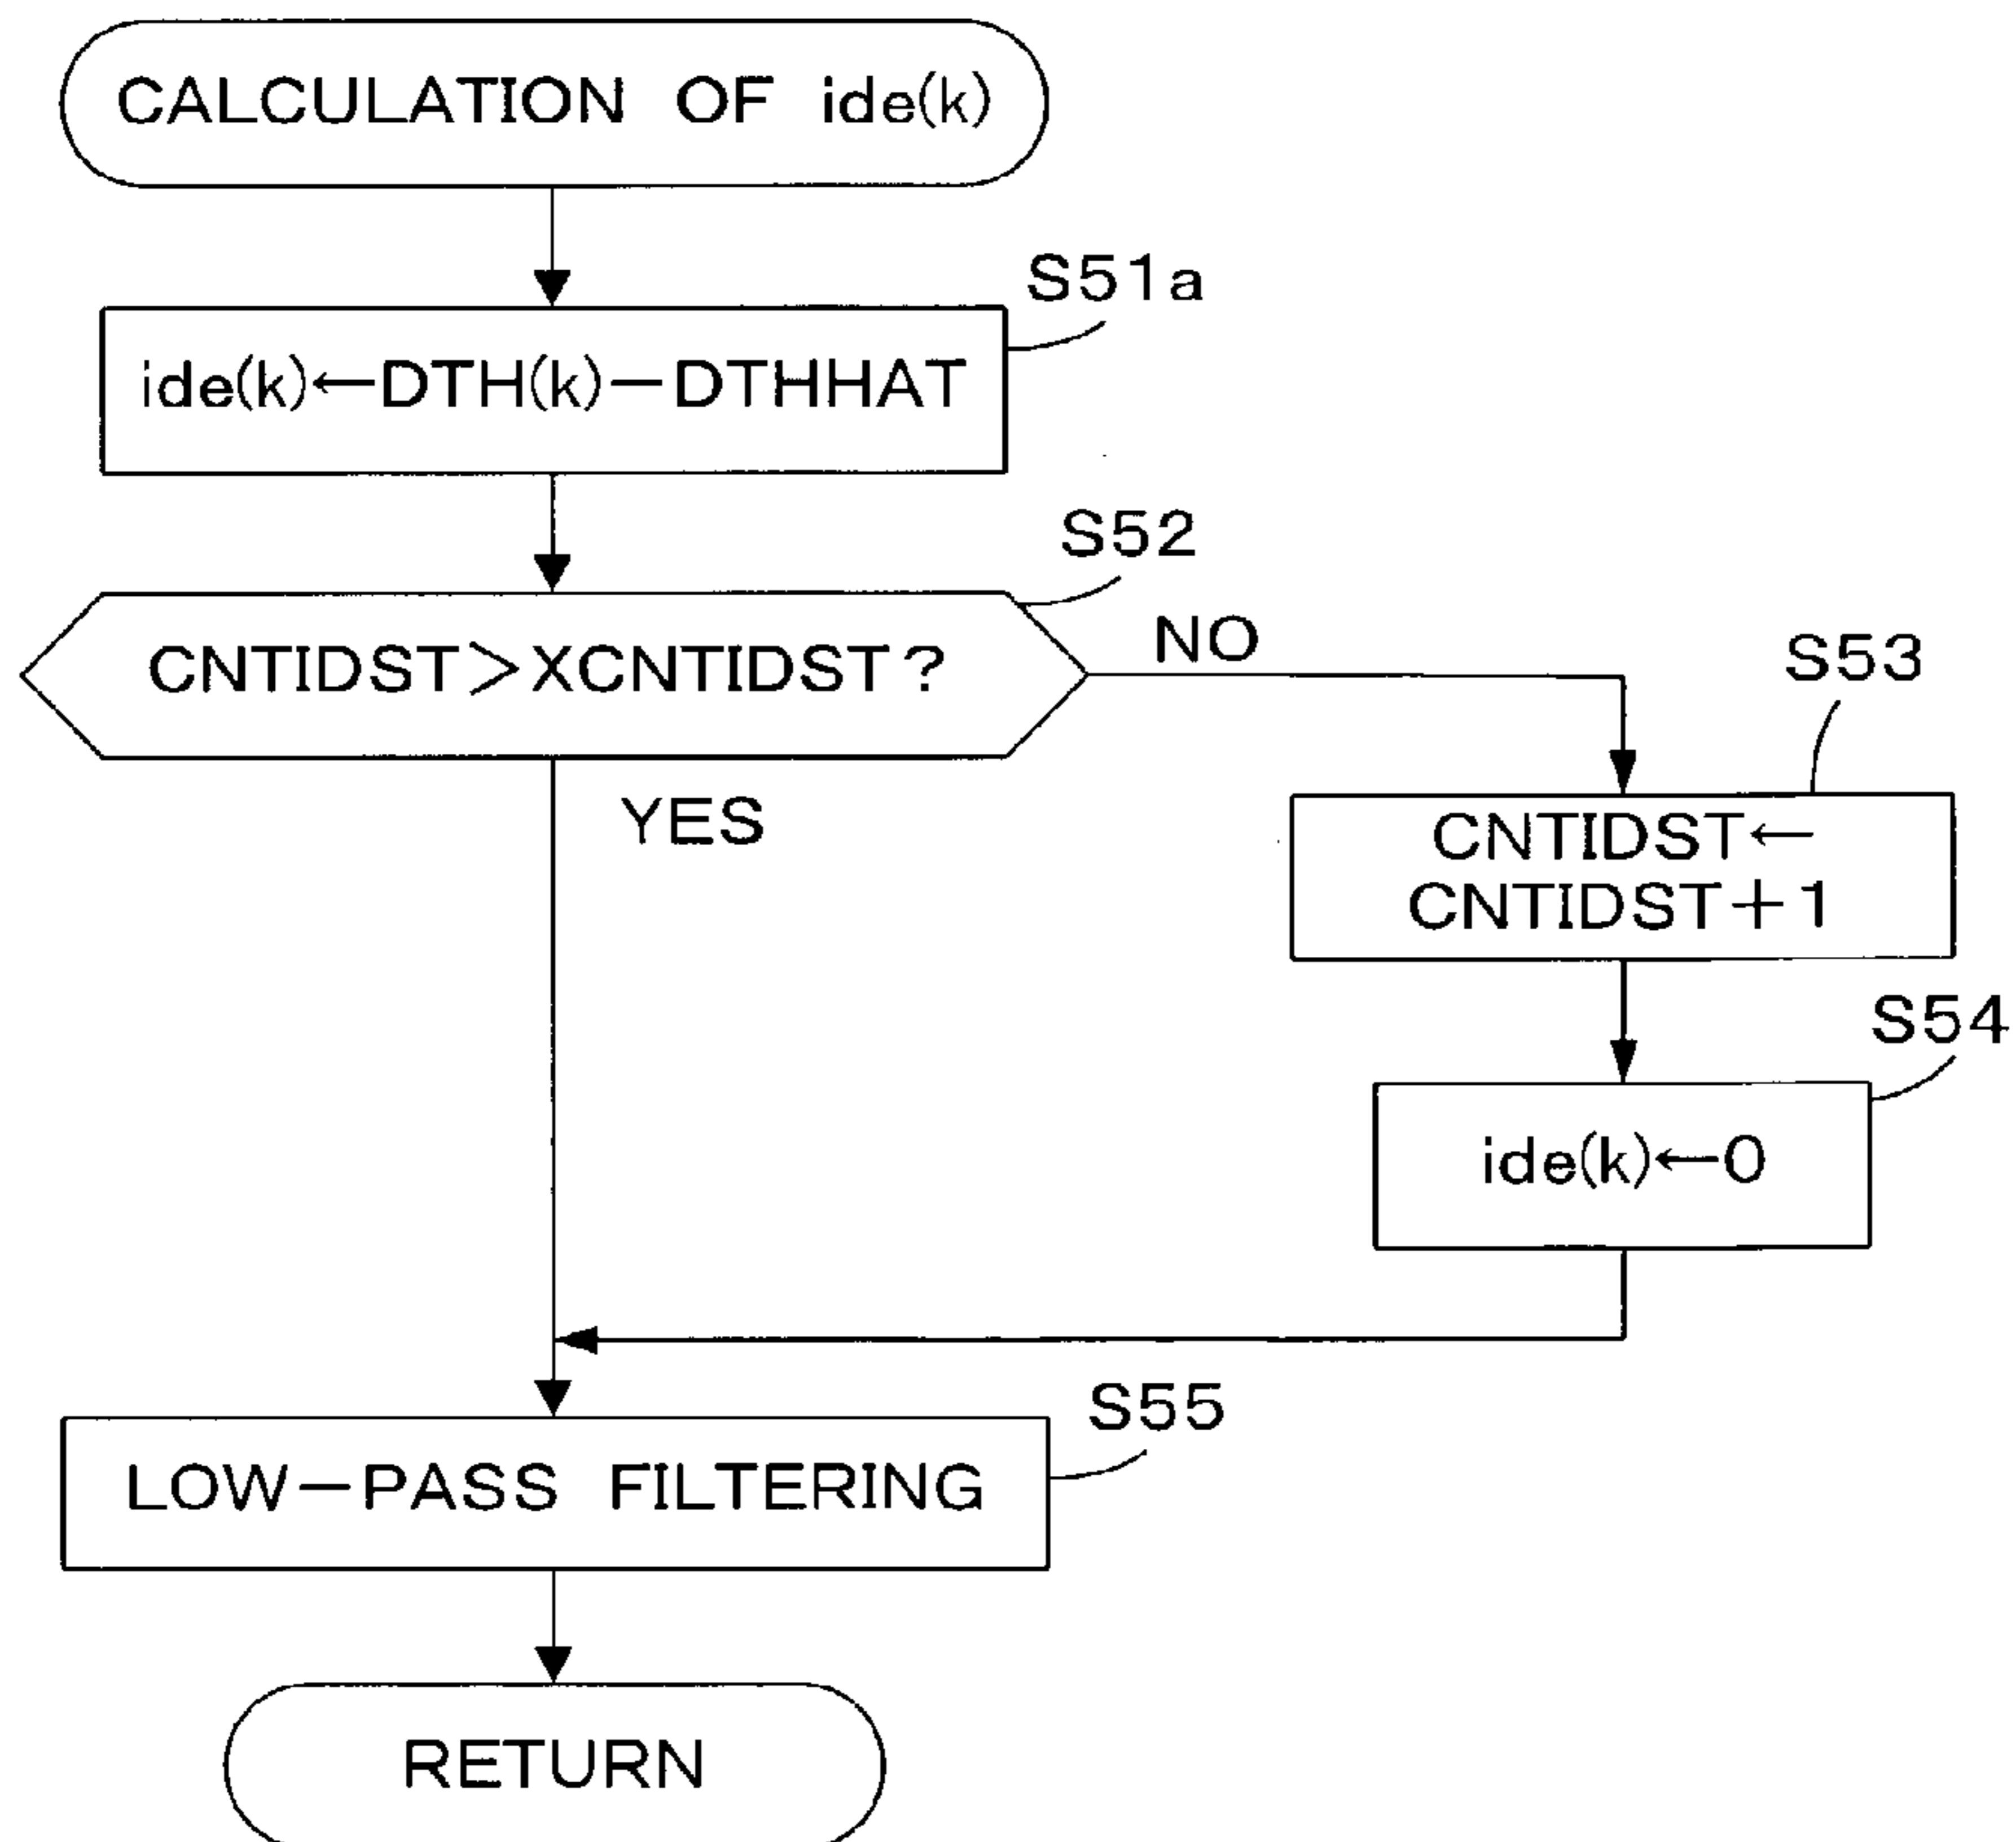 CALCULATION OF ide(k)
S51a
ide(k)←DTH(k)−DTHHAT
S52
CNTIDST>XCNTIDST?
NO
YES
S53
CNTIDST←
CNTIDST+1
S54
ide(k)←0
S55
LOW−PASS FILTERING
RETURN